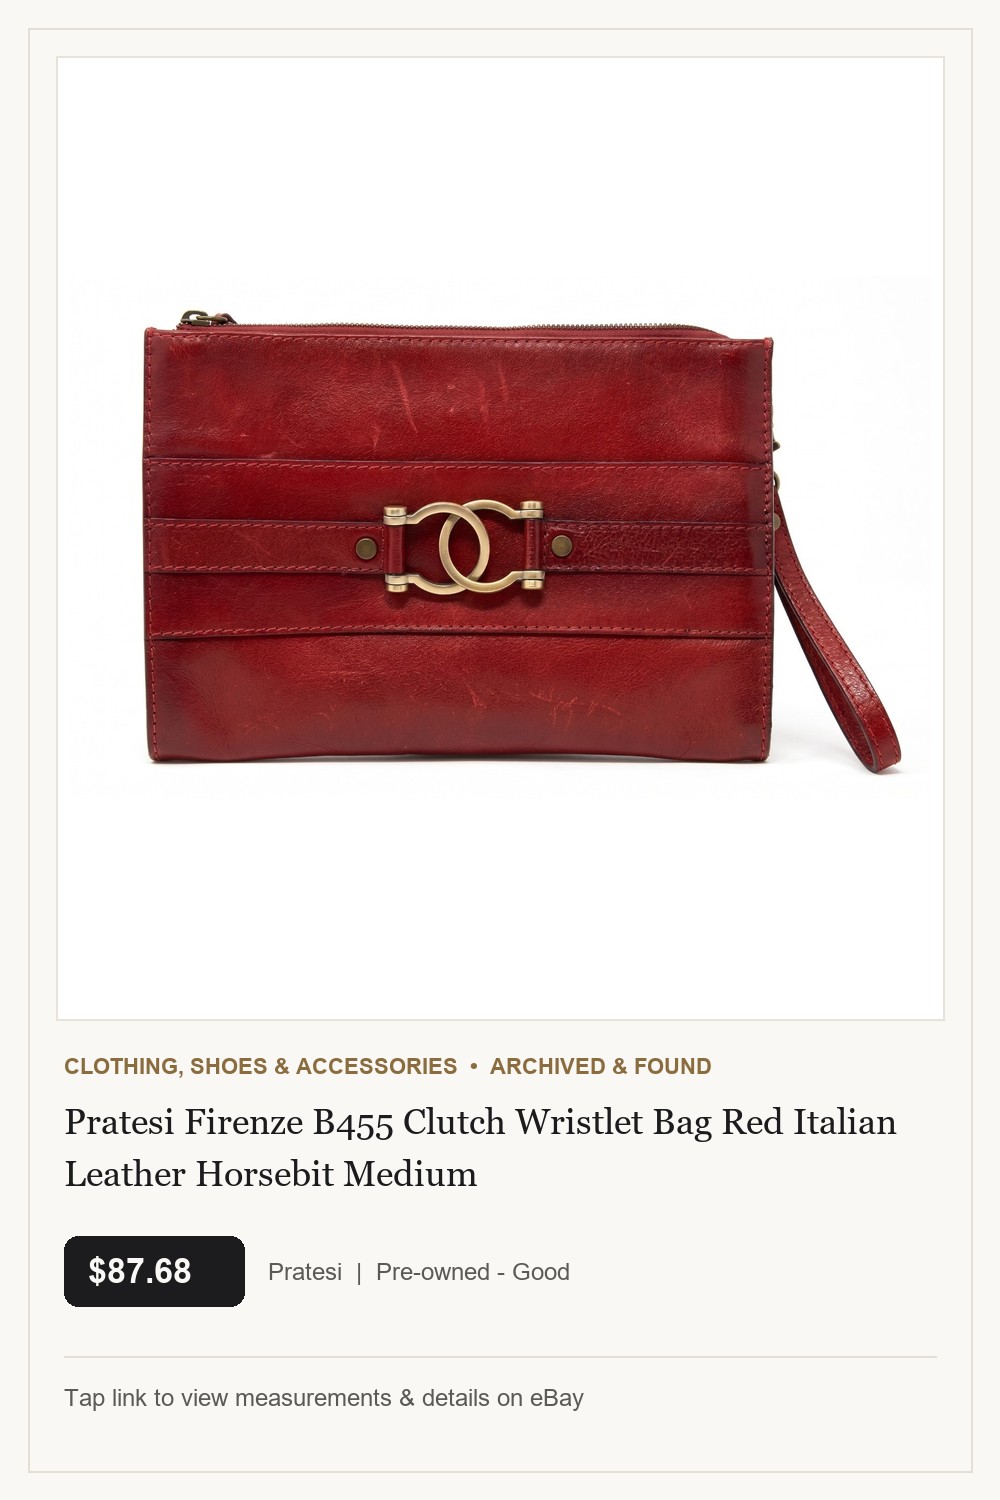 CLOTHING, SHOES & ACCESSORIES • ARCHIVED & FOUND
Pratesi Firenze B455 Clutch Wristlet Bag Red Italian
Leather Horsebit Medium
$87.68
Pratesi | Pre-owned - Good
Tap link to view measurements & details on eBay